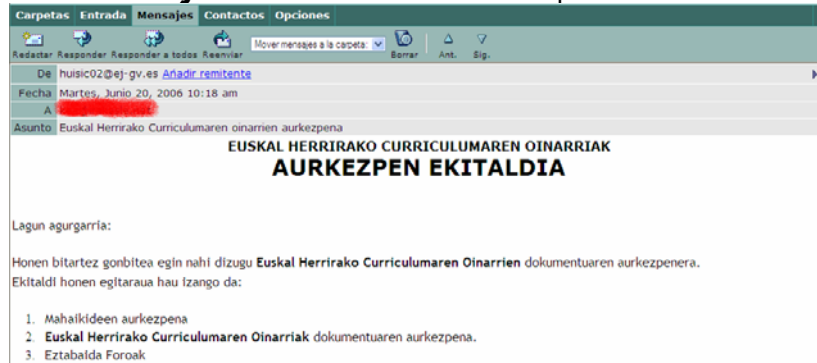 Carpetas Entrada Mensajes Contactos Opciones
Mover mensajes a la carpeta:
Redactar Responder Responder a todos Reenviar Borrar Ant. Sig.
De huisic02@ej-gv.es Añadir remitente
Fecha Martes, Junio 20, 2006 10:18 am
A
Asunto Euskal Herrirako Curriculumaren oinarrien aurkezpena
EUSKAL HERRIRAKO CURRICULUMAREN OINARRIAK
AURKEZPEN EKITALDIA
Lagun agurgarria:
Honen bitartez gonbitea egin nahi dizugu Euskal Herrirako Curriculumaren Oinarrien dokumentuaren aurkezpenera.
Ekitaldi honen egitaraua hau izango da:
1. Mahaikideen aurkezpena
2. Euskal Herrirako Curriculumaren Oinarriak dokumentuaren aurkezpena.
3. Eztabaida Foroak